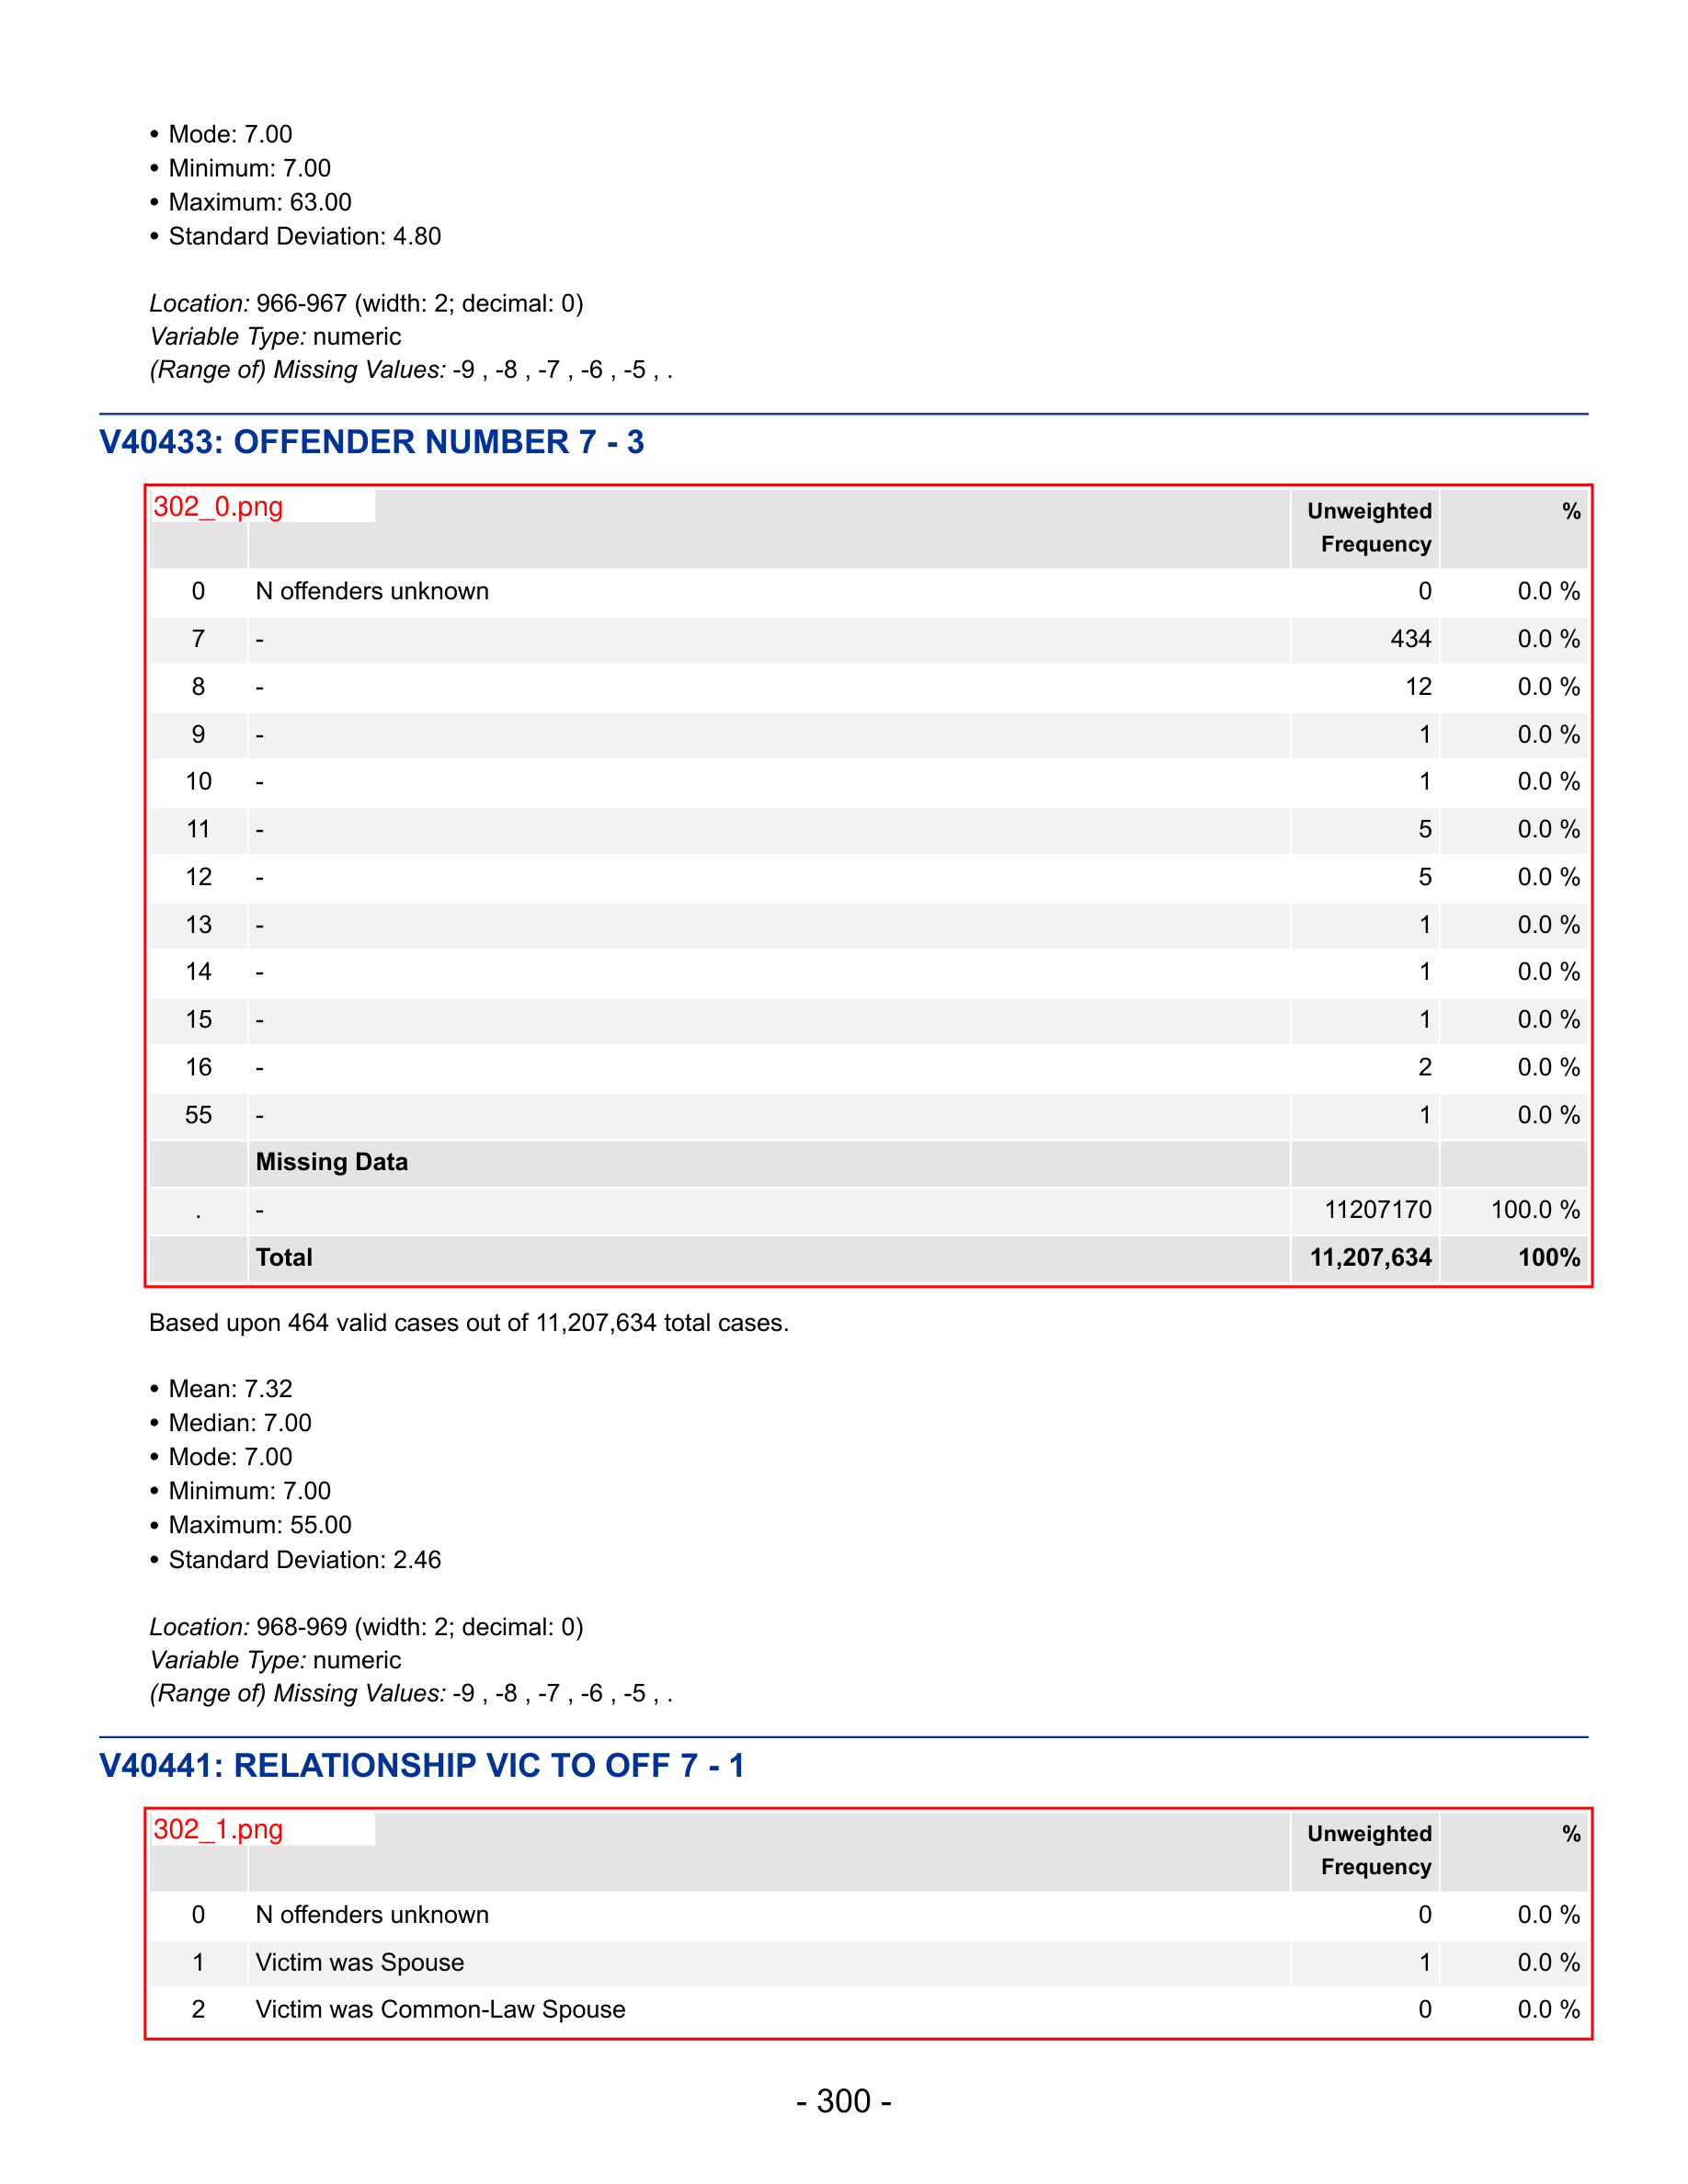 • Mode: 7.00
• Minimum: 7.00
• Maximum: 63.00
• Standard Deviation: 4.80
Location: 966-967 (width: 2; decimal: 0)
Variable Type: numeric
(Range of) Missing Values: -9 , -8 , -7 , -6 , -5 , .
V40433: OFFENDER NUMBER 7 - 3
302_0.png
Unweighted Frequency %
0 N offenders unknown 0 0.0 %
7 - 434 0.0 %
8 - 12 0.0 %
9 - 1 0.0 %
10 - 1 0.0 %
11 - 5 0.0 %
12 - 5 0.0 %
13 - 1 0.0 %
14 - 1 0.0 %
15 - 1 0.0 %
16 - 2 0.0 %
55 - 1 0.0 %
Missing Data
. - 11207170 100.0 %
Total 11,207,634 100%
Based upon 464 valid cases out of 11,207,634 total cases.
• Mean: 7.32
• Median: 7.00
• Mode: 7.00
• Minimum: 7.00
• Maximum: 55.00
• Standard Deviation: 2.46
Location: 968-969 (width: 2; decimal: 0)
Variable Type: numeric
(Range of) Missing Values: -9 , -8 , -7 , -6 , -5 , .
V40441: RELATIONSHIP VIC TO OFF 7 - 1
302_1.png
Unweighted Frequency %
0 N offenders unknown 0 0.0 %
1 Victim was Spouse 1 0.0 %
2 Victim was Common-Law Spouse 0 0.0 %
- 300 -